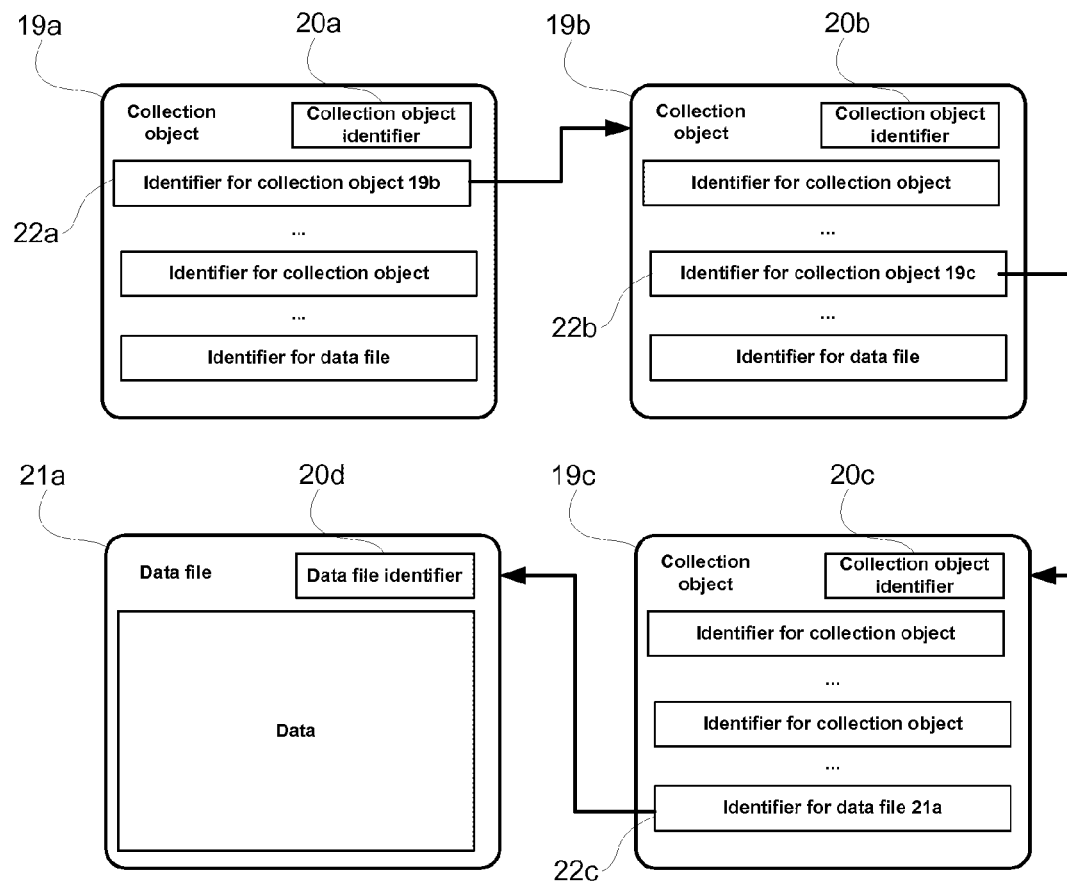 19a
20a
19b
20b
Collection
object
Collection object
identifier
Identifier for collection object 19b
22a
...
Identifier for collection object
...
Identifier for data file
Collection
object
Collection object
identifier
Identifier for collection object
...
Identifier for collection object 19c
22b
...
Identifier for data file
21a
20d
19c
20c
Data file
Data file identifier
Data
Collection
object
Collection object
identifier
Identifier for collection object
...
Identifier for collection object
...
Identifier for data file 21a
22c